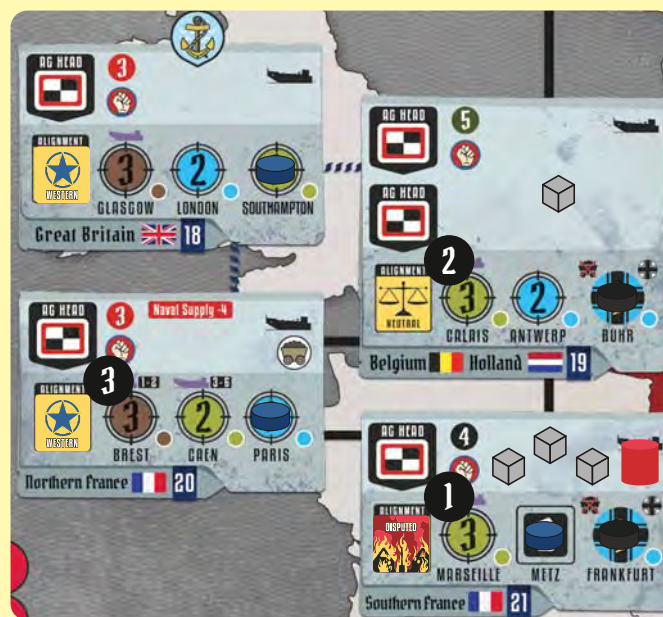 AG HEAD
3
ALIGNMENT
WESTERN
3
2
GLASGOW LONDON SOUTHAMPTON
Great Britain 18
AG HEAD
5
AG HEAD
2
ALIGNMENT
NEUTRAL
3
2
CALAIS ANTWERP RUHR
Belgium Holland 19
AG HEAD
3
Naval Supply -4
3
ALIGNMENT
WESTERN
1-2
3-6
3
2
BREST CAEN PARIS
Northern France 20
AG HEAD
4
1
ALIGNMENT
DISPUTED
3
MARSEILLE METZ FRANKFURT
Southern France 21